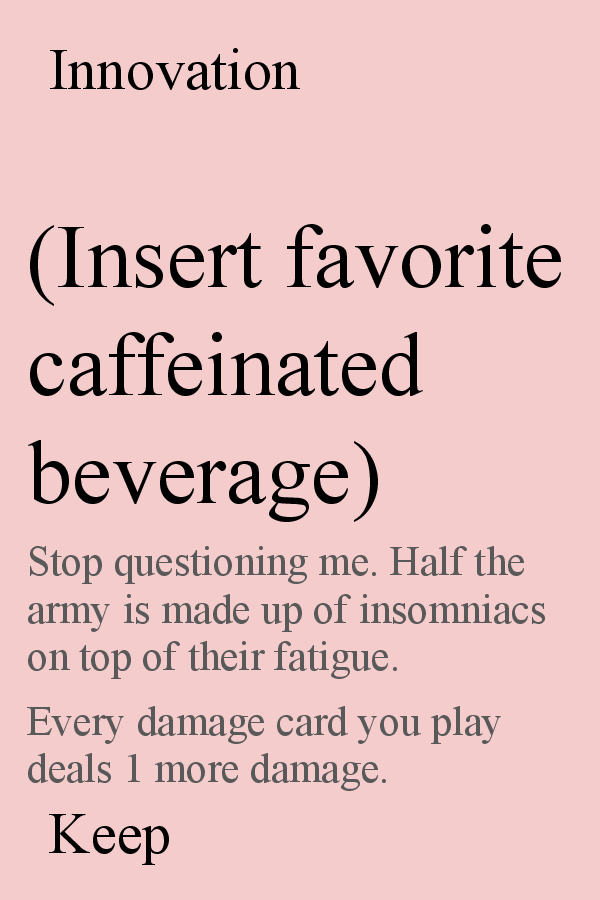 Innovation
(Insert favorite
caffeinated
beverage)
Stop questioning me. Half the
army is made up of insomniacs
on top of their fatigue.
Every damage card you play
deals 1 more damage.
Keep